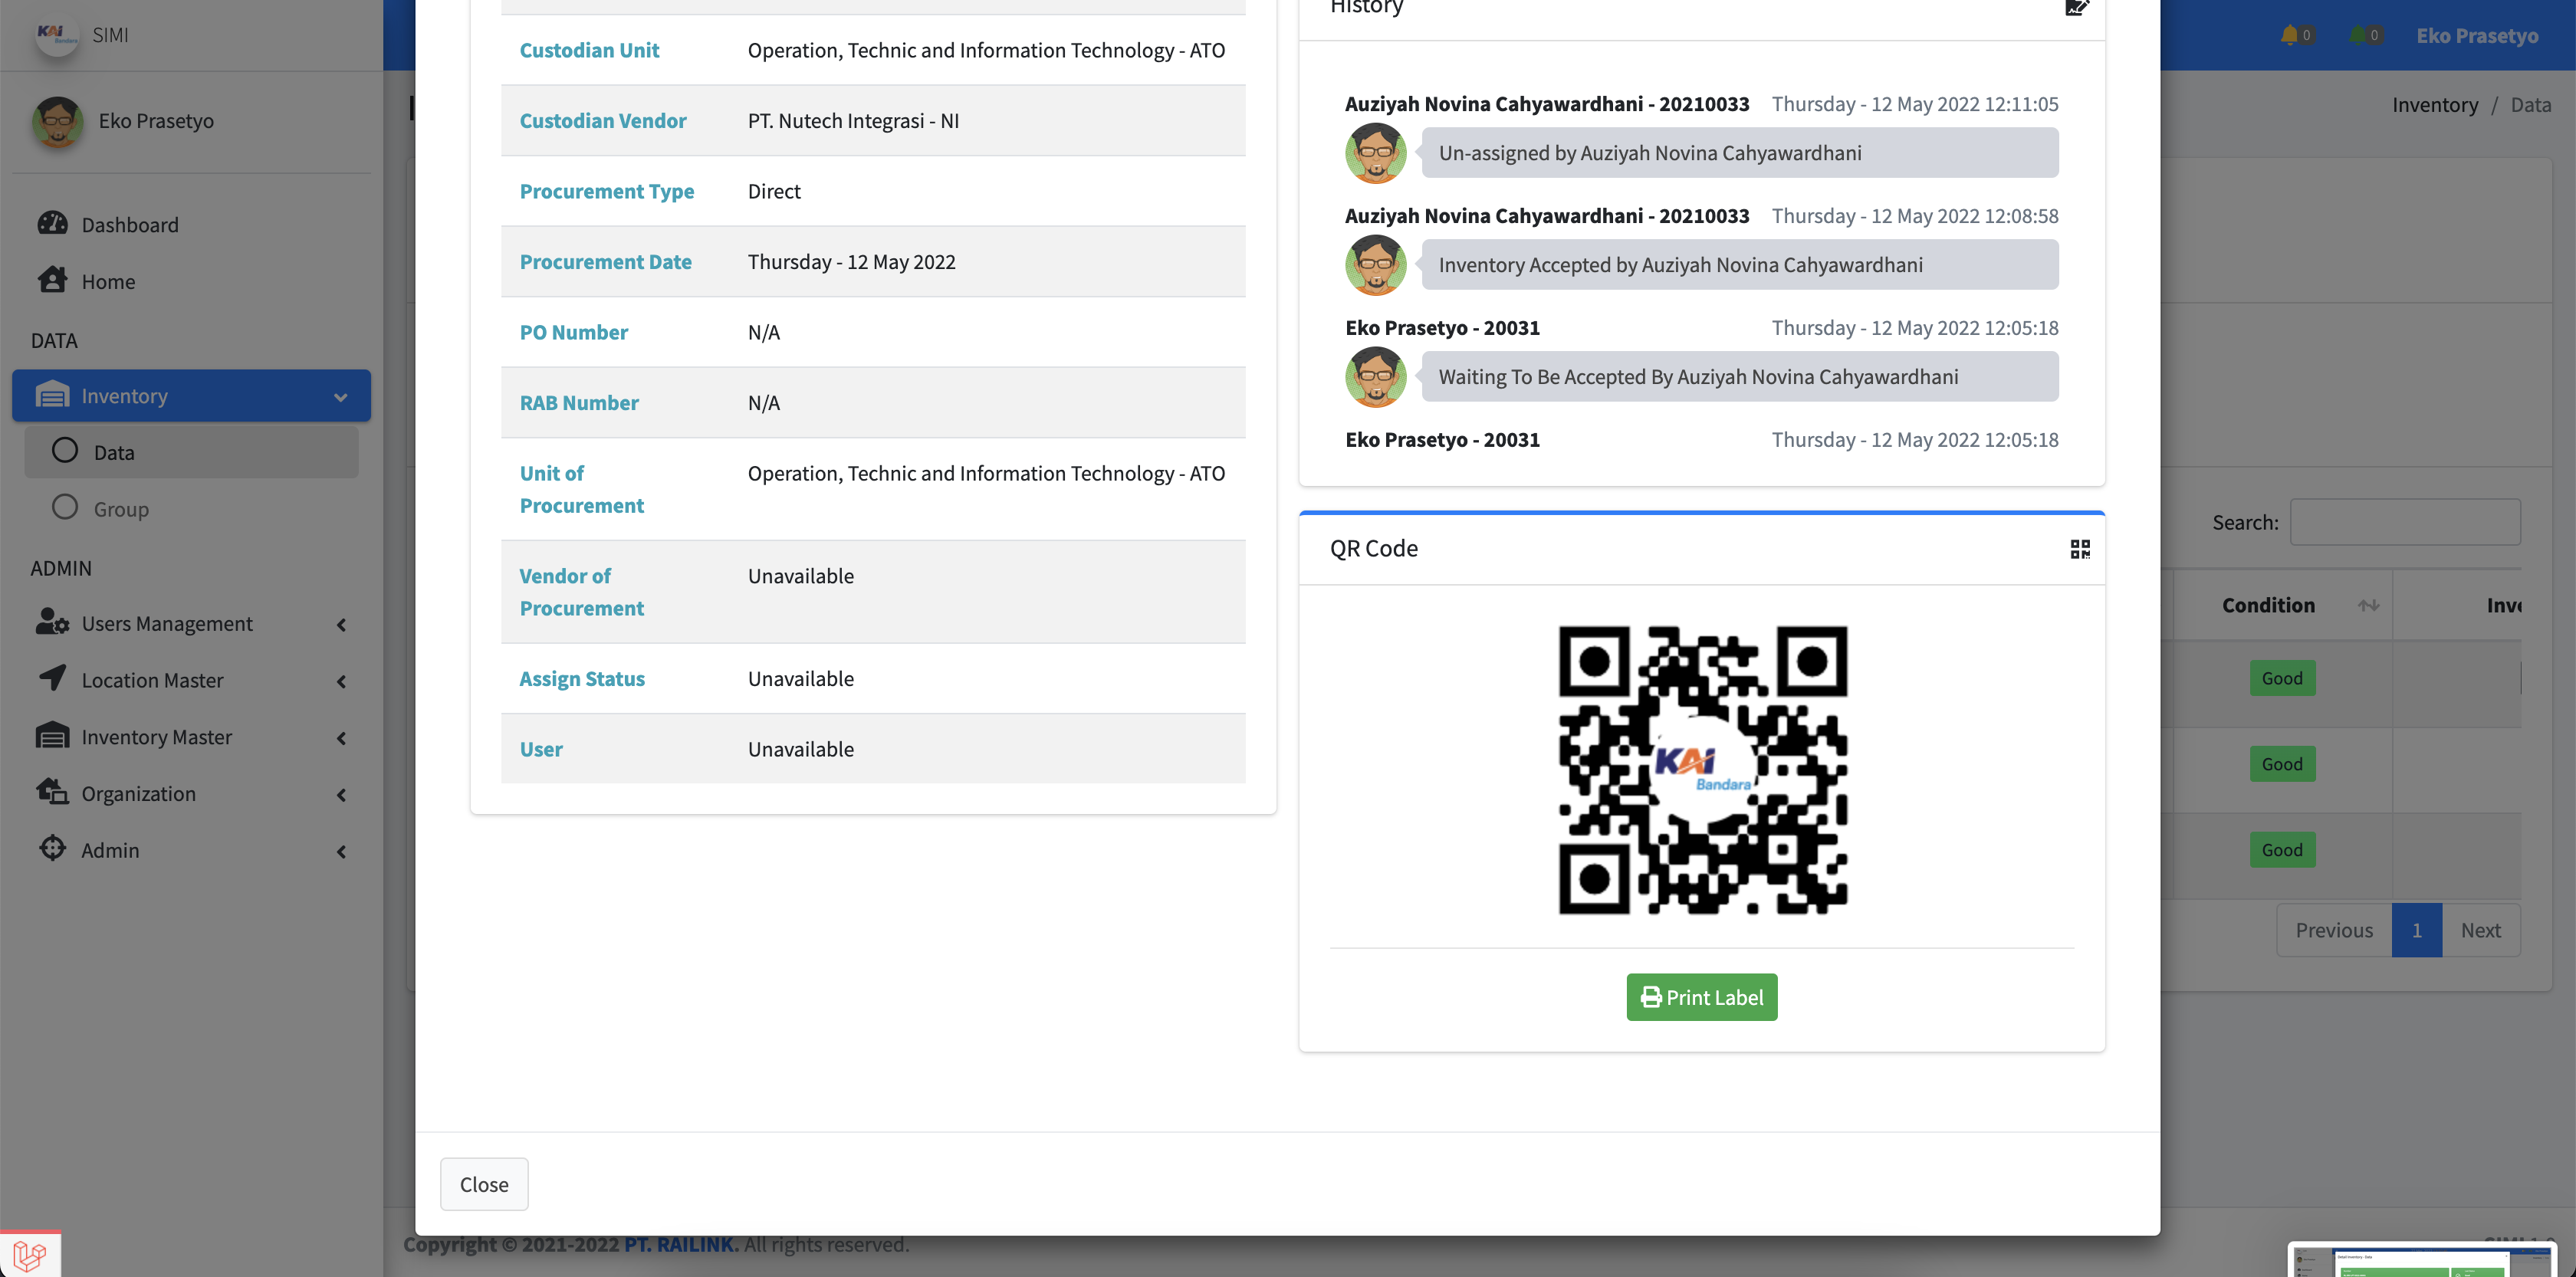 KAI Bandara
SIMI
Eko Prasetyo
Dashboard
Home
DATA
Inventory
Data
Group
ADMIN
Users Management
Location Master
Inventory Master
Organization
Admin
Custodian Unit Operation, Technic and Information Technology - ATO
Custodian Vendor PT. Nutech Integrasi - NI
Procurement Type Direct
Procurement Date Thursday - 12 May 2022
PO Number N/A
RAB Number N/A
Unit of Operation, Technic and Information Technology - ATO
Procurement
Vendor of Unavailable
Procurement
Assign Status Unavailable
User Unavailable
History
Auziyah Novina Cahyawardhani - 20210033 Thursday - 12 May 2022 12:11:05
Un-assigned by Auziyah Novina Cahyawardhani
Auziyah Novina Cahyawardhani - 20210033 Thursday - 12 May 2022 12:08:58
Inventory Accepted by Auziyah Novina Cahyawardhani
Eko Prasetyo - 20031 Thursday - 12 May 2022 12:05:18
Waiting To Be Accepted By Auziyah Novina Cahyawardhani
Eko Prasetyo - 20031 Thursday - 12 May 2022 12:05:18
QR Code
KAI
Bandara
Print Label
Close
0 0 Eko Prasetyo
Inventory / Data
Search:
Condition
Good
Good
Good
Previous 1 Next
Copyright © 2021-2022 PT. RAILINK. All rights reserved.